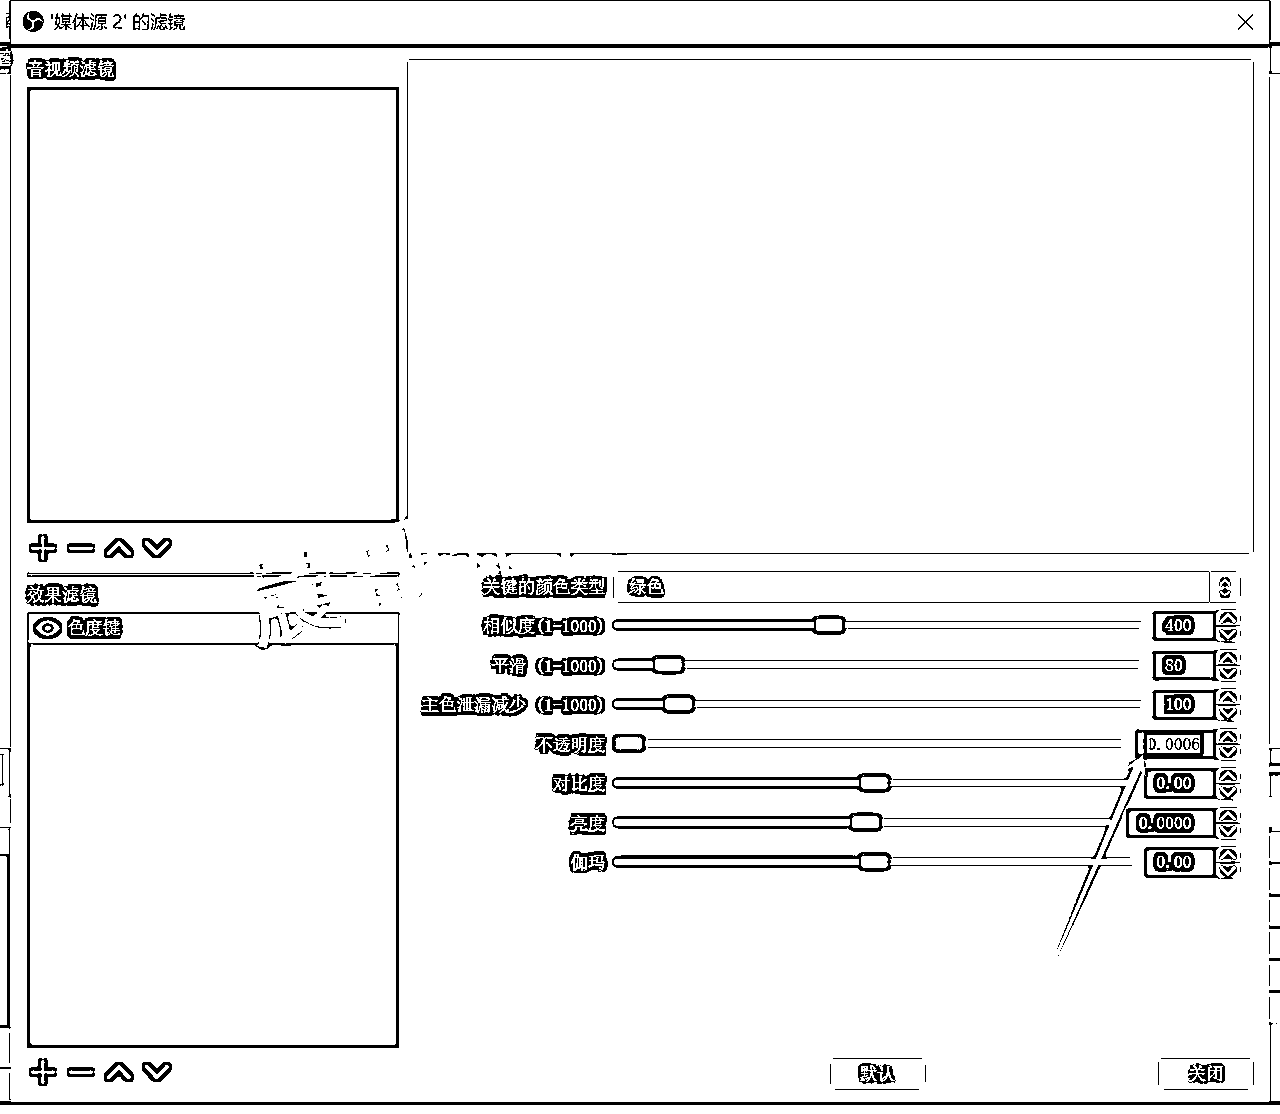 '媒体源 2' 的滤镜
音视频滤镜
效果滤镜
色度键
关键的颜色类型 绿色
相似度(1-1000) 400
平滑 (1-1000) 80
主色泄漏减少 (1-1000) 100
不透明度 0.0006
对比度 0.00
亮度 0.0000
伽玛 0.00
默认 关闭